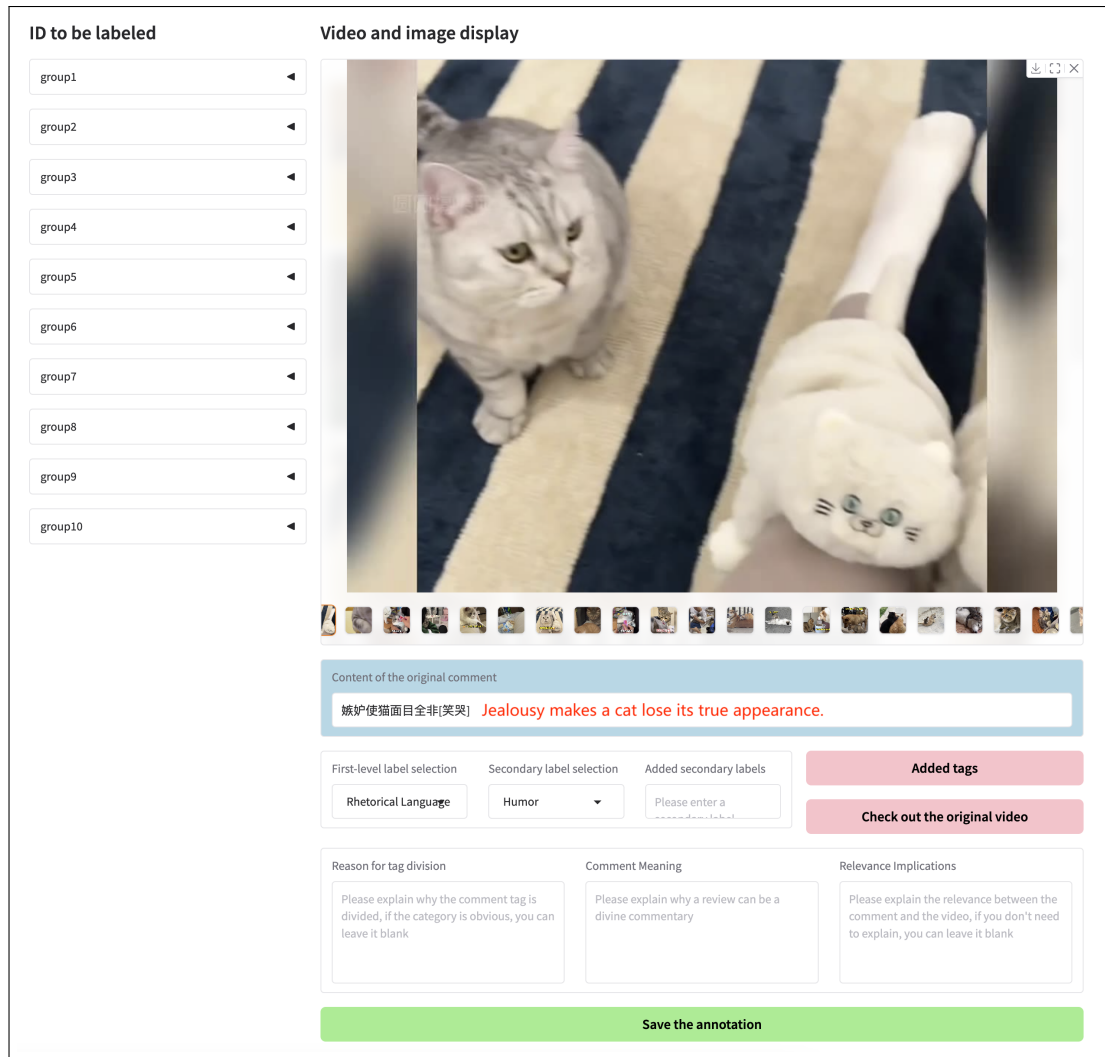 ID to be labeled
group1
group2
group3
group4
group5
group6
group7
group8
group9
group10
Video and image display
Content of the original comment
嫉妒使猫面目全非[笑哭] Jealousy makes a cat lose its true appearance.
First-level label selection
Rhetorical Language
Secondary label selection
Humor
Added secondary labels
Please enter a
secondary label
Added tags
Check out the original video
Reason for tag division
Please explain why the comment tag is
divided, if the category is obvious, you can
leave it blank
Comment Meaning
Please explain why a review can be a
divine commentary
Relevance Implications
Please explain the relevance between the
comment and the video, if you don't need
to explain, you can leave it blank
Save the annotation